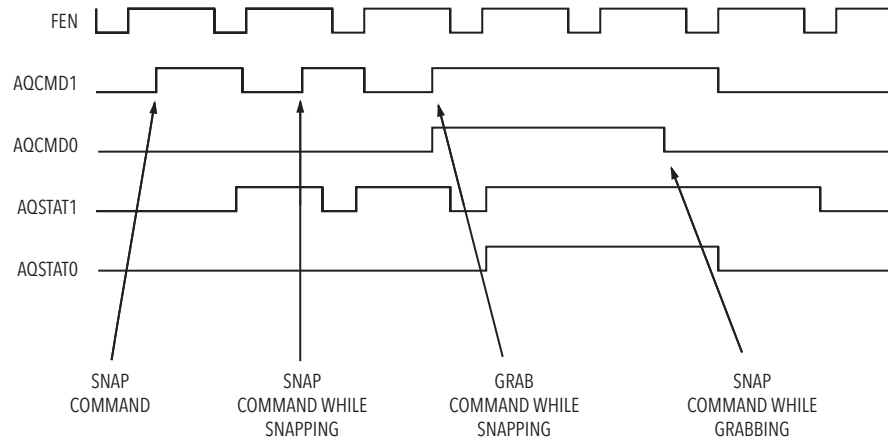 FEN
AQCMD1
AQCMD0
AQSTAT1
AQSTAT0
SNAP
COMMAND
SNAP
COMMAND WHILE
SNAPPING
GRAB
COMMAND WHILE
SNAPPING
SNAP
COMMAND WHILE
GRABBING